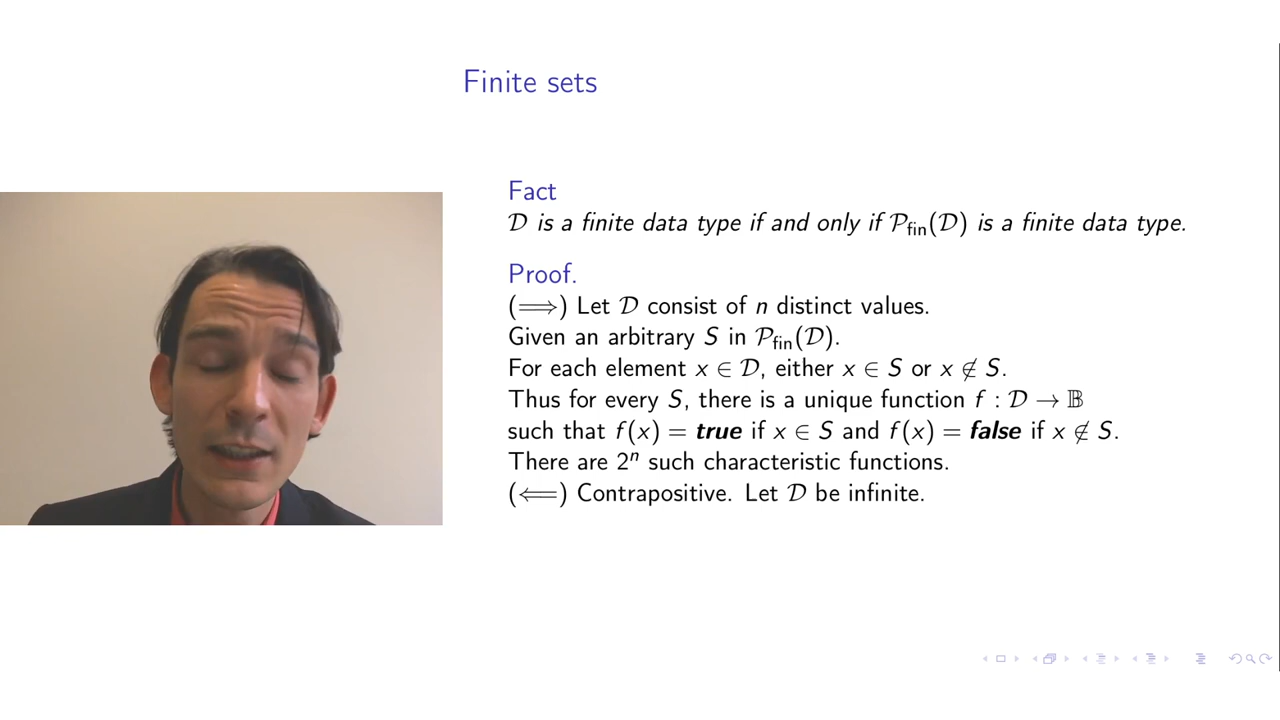 Finite sets
Fact
𝒟 is a finite data type if and only if 𝒫fin(𝒟) is a finite data type.
Proof.
(⟹) Let 𝒟 consist of n distinct values.
Given an arbitrary S in 𝒫fin(𝒟).
For each element x ∈ 𝒟, either x ∈ S or x ∉ S.
Thus for every S, there is a unique function f : 𝒟 → 𝔹
such that f(x) = true if x ∈ S and f(x) = false if x ∉ S.
There are 2ⁿ such characteristic functions.
(⟸) Contrapositive. Let 𝒟 be infinite.